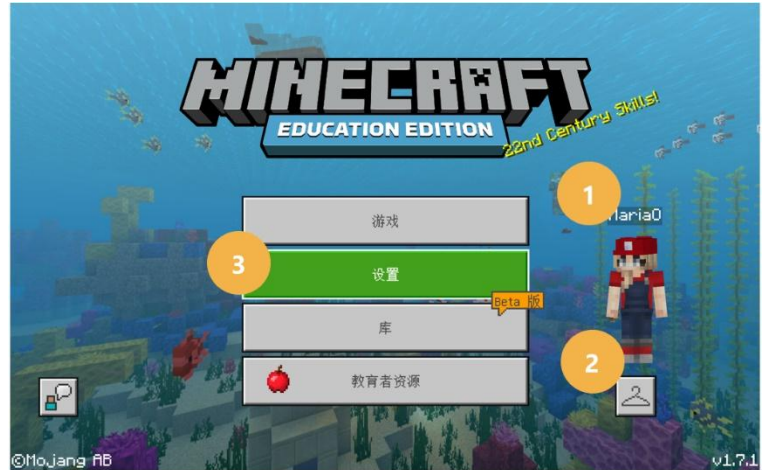 MINECRAFT
EDUCATION EDITION
22nd Century Skills!
1
MariaO
游戏
3
设置
Beta 版
库
2
教育者资源
©Mojang AB
v1.7.1